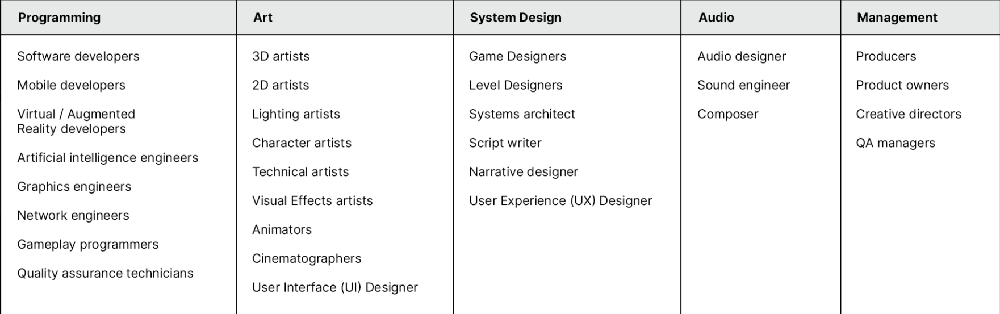 Programming
Software developers
Mobile developers
Virtual / Augmented
Reality developers
Artificial intelligence engineers
Graphics engineers
Network engineers
Gameplay programmers
Quality assurance technicians
Art
3D artists
2D artists
Lighting artists
Character artists
Technical artists
Visual Effects artists
Animators
Cinematographers
User Interface (UI) Designer
System Design
Game Designers
Level Designers
Systems architect
Script writer
Narrative designer
User Experience (UX) Designer
Audio
Audio designer
Sound engineer
Composer
Management
Producers
Product owners
Creative directors
QA managers